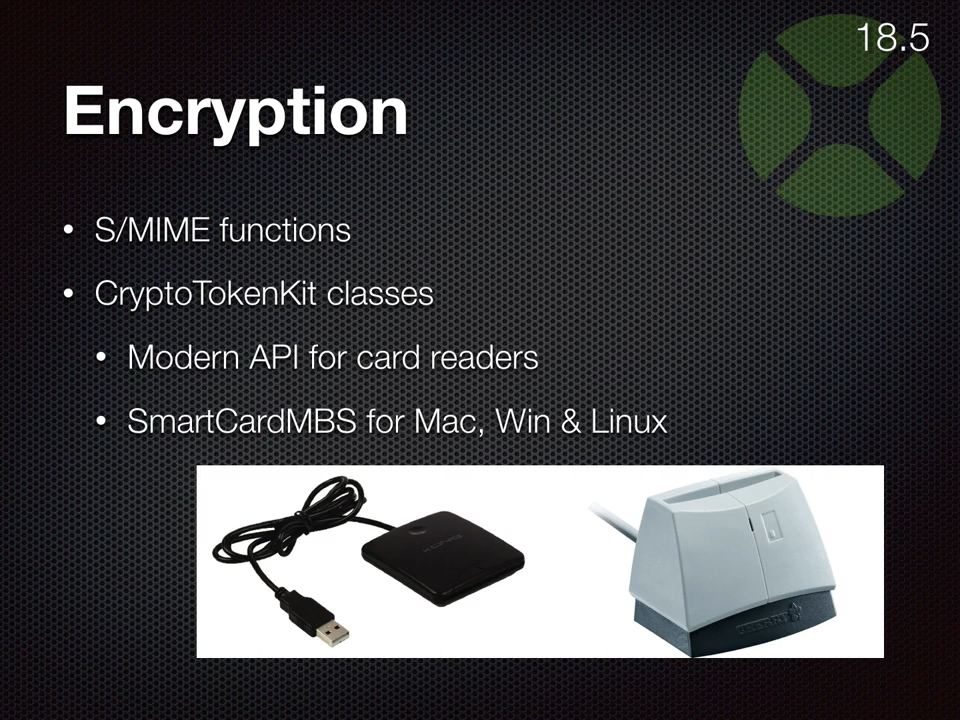 18.5
Encryption
• S/MIME functions
• CryptoTokenKit classes
• Modern API for card readers
• SmartCardMBS for Mac, Win & Linux